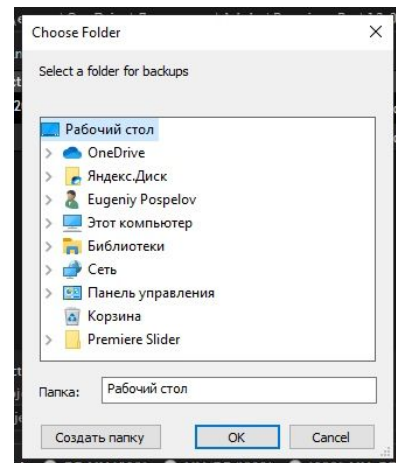 Choose Folder
Select a folder for backups
Рабочий стол
OneDrive
Яндекс.Диск
Eugeniy Pospelov
Этот компьютер
Библиотеки
Сеть
Панель управления
Корзина
Premiere Slider
Папка: Рабочий стол
Создать папку OK Cancel